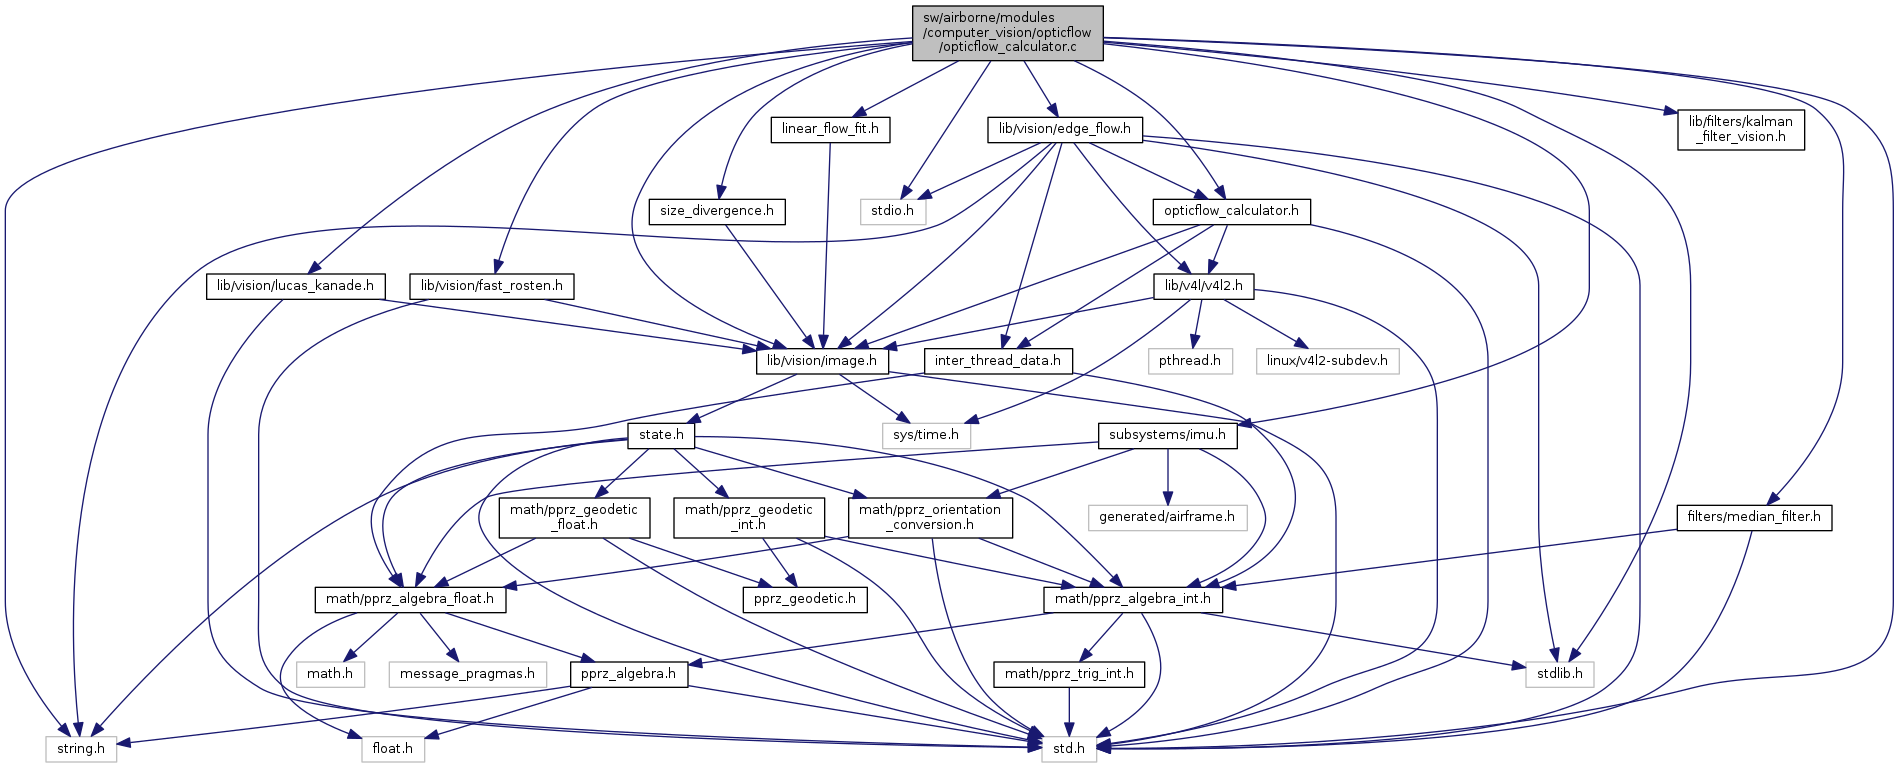 sw/airborne/modules
/computer_vision/opticflow
/opticflow_calculator.c
linear_flow_fit.h
lib/vision/edge_flow.h
lib/filters/kalman
_filter_vision.h
size_divergence.h
stdio.h
opticflow_calculator.h
lib/vision/lucas_kanade.h
lib/vision/fast_rosten.h
lib/v4l/v4l2.h
lib/vision/image.h
inter_thread_data.h
pthread.h
linux/v4l2-subdev.h
state.h
sys/time.h
subsystems/imu.h
math/pprz_geodetic
_float.h
math/pprz_geodetic
_int.h
math/pprz_orientation
_conversion.h
generated/airframe.h
filters/median_filter.h
math/pprz_algebra_float.h
pprz_geodetic.h
math/pprz_algebra_int.h
math.h
message_pragmas.h
pprz_algebra.h
math/pprz_trig_int.h
stdlib.h
string.h
float.h
std.h